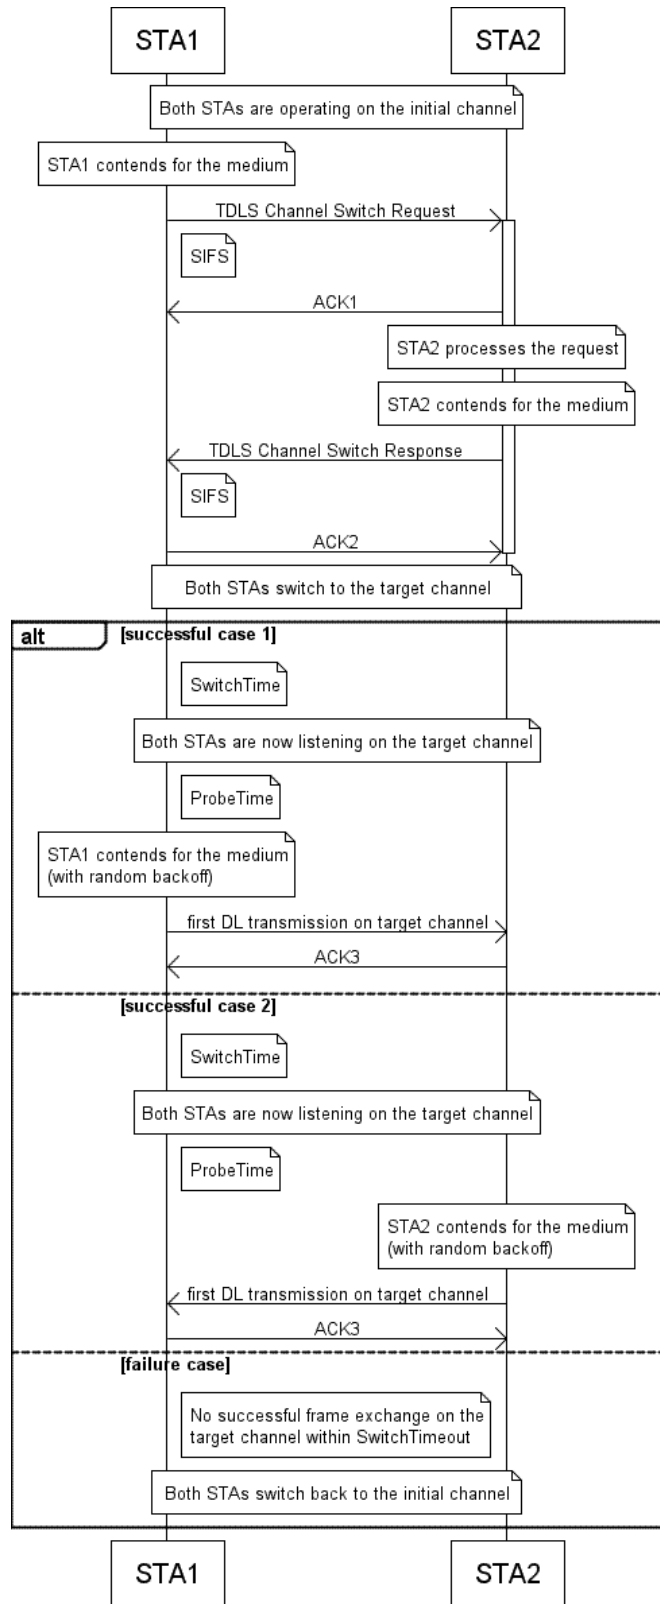 STA1
STA2
Both STAs are operating on the initial channel
STA1 contends for the medium
TDLS Channel Switch Request
SIFS
ACK1
STA2 processes the request
STA2 contends for the medium
TDLS Channel Switch Response
SIFS
ACK2
Both STAs switch to the target channel
alt
[successful case 1]
SwitchTime
Both STAs are now listening on the target channel
ProbeTime
STA1 contends for the medium
(with random backoff)
first DL transmission on target channel
ACK3
[successful case 2]
SwitchTime
Both STAs are now listening on the target channel
ProbeTime
STA2 contends for the medium
(with random backoff)
first DL transmission on target channel
ACK3
[failure case]
No successful frame exchange on the
target channel within SwitchTimeout
Both STAs switch back to the initial channel
STA1
STA2